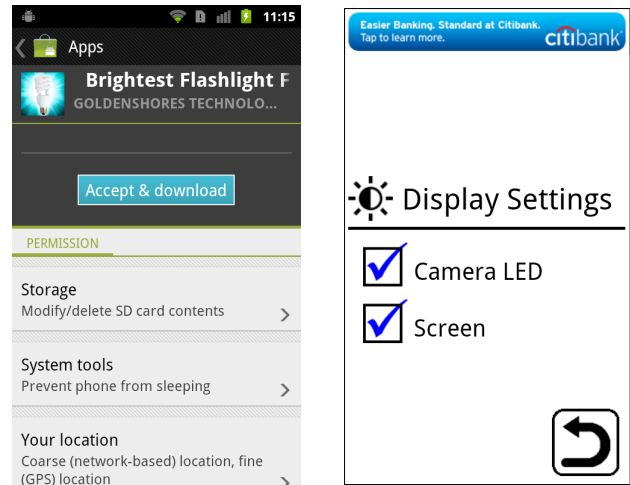 11:15
Apps
Brightest Flashlight F
GOLDENSHORES TECHNOLO...
Accept & download
PERMISSION
Storage
Modify/delete SD card contents
System tools
Prevent phone from sleeping
Your location
Coarse (network-based) location, fine
(GPS) location
Easier Banking. Standard at Citibank.
Tap to learn more.
citibank
Display Settings
Camera LED
Screen